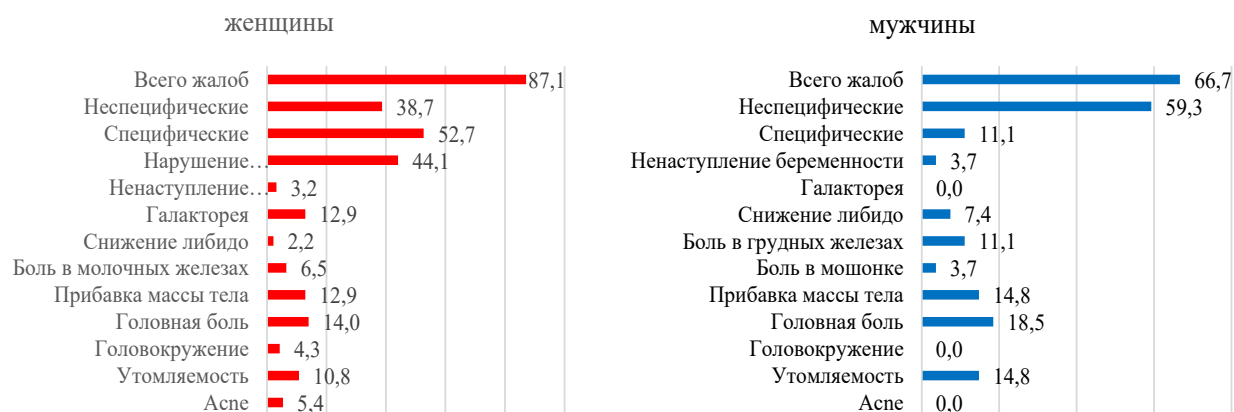 женщины
Всего жалоб 87,1
Неспецифические 38,7
Специфические 52,7
Нарушение… 44,1
Ненаступление… 3,2
Галакторея 12,9
Снижение либидо 2,2
Боль в молочных железах 6,5
Прибавка массы тела 12,9
Головная боль 14,0
Головокружение 4,3
Утомляемость 10,8
Acne 5,4
мужчины
Всего жалоб 66,7
Неспецифические 59,3
Специфические 11,1
Ненаступление беременности 3,7
Галакторея 0,0
Снижение либидо 7,4
Боль в грудных железах 11,1
Боль в мошонке 3,7
Прибавка массы тела 14,8
Головная боль 18,5
Головокружение 0,0
Утомляемость 14,8
Acne 0,0